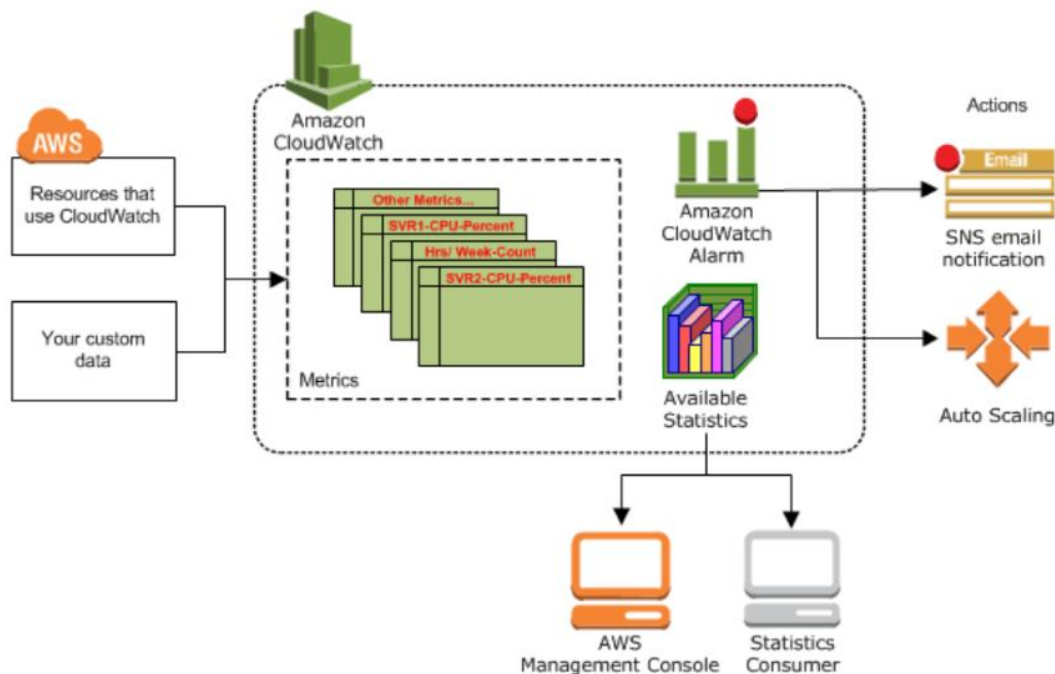 Amazon
CloudWatch
AWS
Resources that
use CloudWatch
Your custom
data
Other Metrics...
SVR1-CPU-Percent
Hrs/ Week-Count
SVR2-CPU-Percent
Metrics
Amazon
CloudWatch
Alarm
Available
Statistics
Actions
Email
SNS email
notification
Auto Scaling
AWS
Management Console
Statistics
Consumer